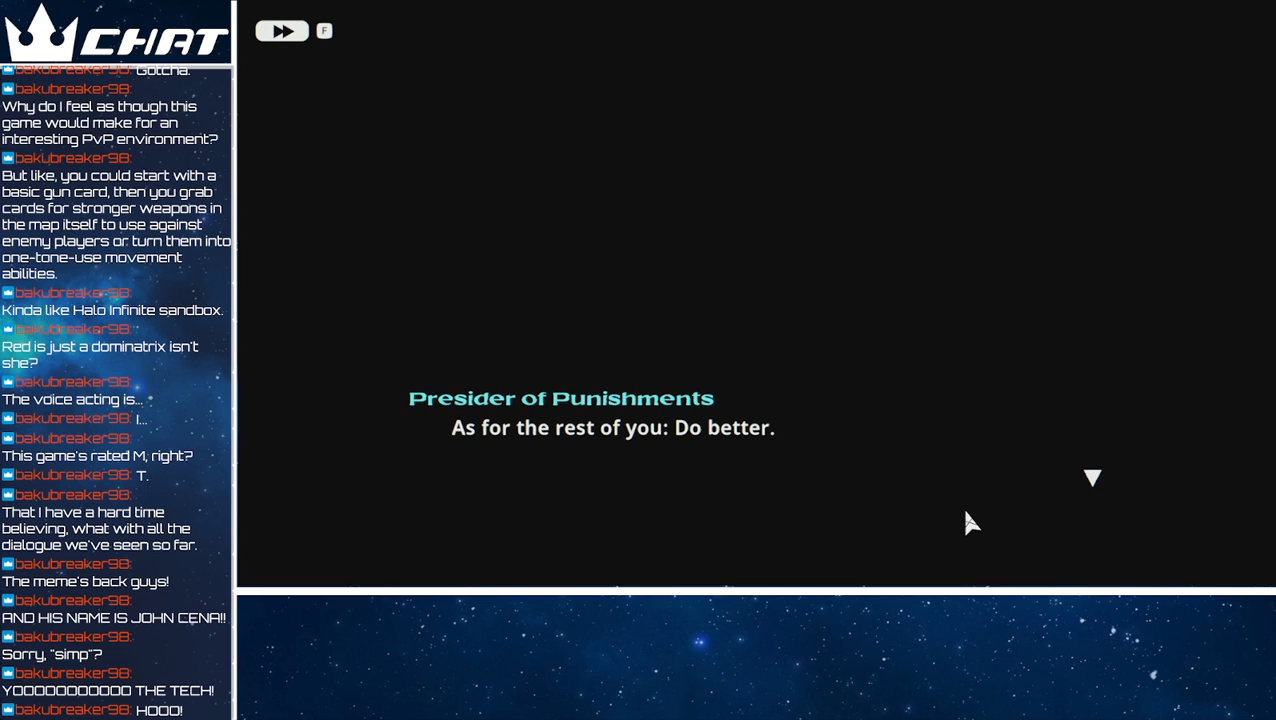 CHAT
bakubreaker98: Gotcha.
bakubreaker98:
Why do I feel as though this
game would make for an
interesting PvP environment?
bakubreaker98:
But like, you could start with a
basic gun card, then you grab
cards for stronger weapons in
the map itself to use against
enemy players or turn them into
one-tone-use movement
abilities.
bakubreaker98:
Kinda like Halo Infinite sandbox.
bakubreaker98:
Red is just a dominatrix isn't
she?
bakubreaker98:
The voice acting is...
bakubreaker98: I...
bakubreaker98:
This game's rated M, right?
bakubreaker98: T.
bakubreaker98:
That I have a hard time
believing, what with all the
dialogue we've seen so far.
bakubreaker98:
The meme's back guys!
bakubreaker98:
AND HIS NAME IS JOHN CENA!!
bakubreaker98:
Sorry, "simp"?
bakubreaker98:
YOOOOOOOOOOO THE TECH!
bakubreaker98: HOOO!
F
Presider of Punishments
As for the rest of you: Do better.